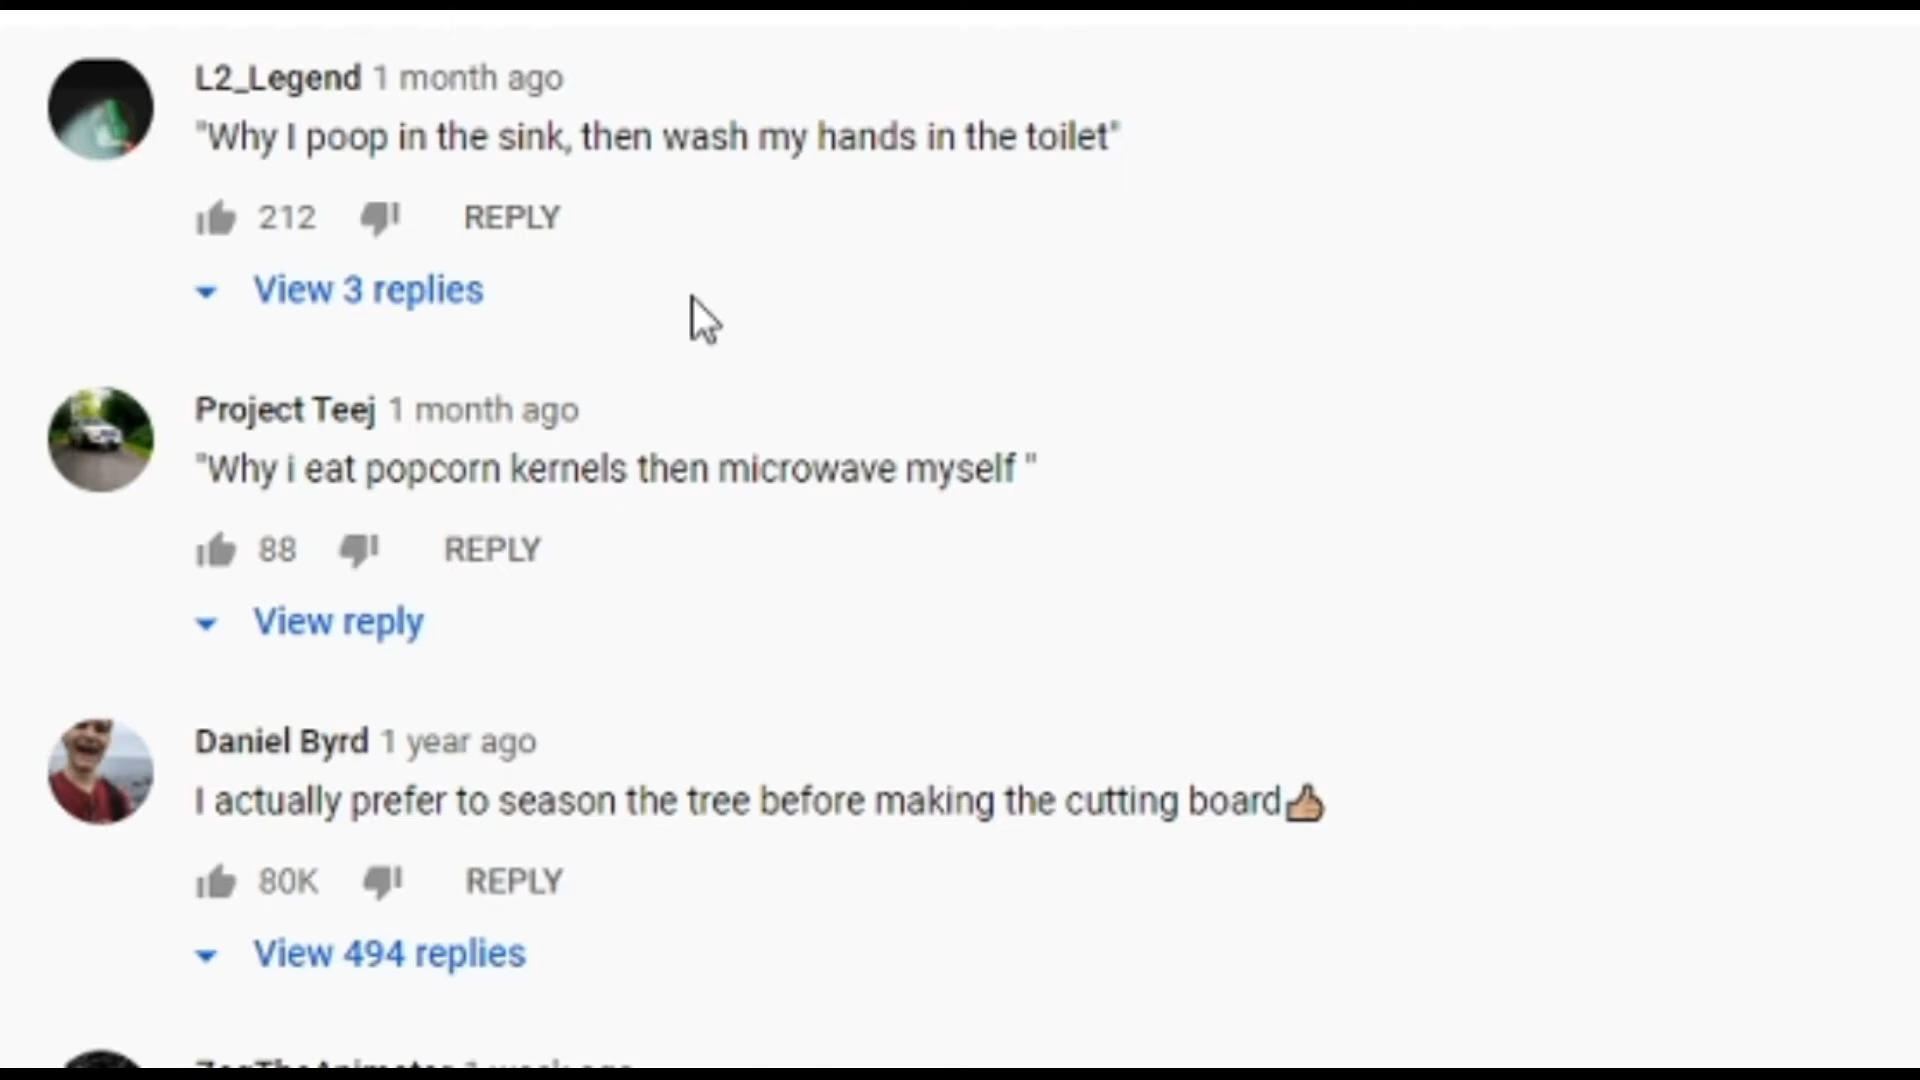 L2_Legend 1 month ago
"Why I poop in the sink, then wash my hands in the toilet"
212 REPLY
View 3 replies
Project Teej 1 month ago
"Why i eat popcorn kernels then microwave myself "
88 REPLY
View reply
Daniel Byrd 1 year ago
I actually prefer to season the tree before making the cutting board👍🏼
80K REPLY
View 494 replies